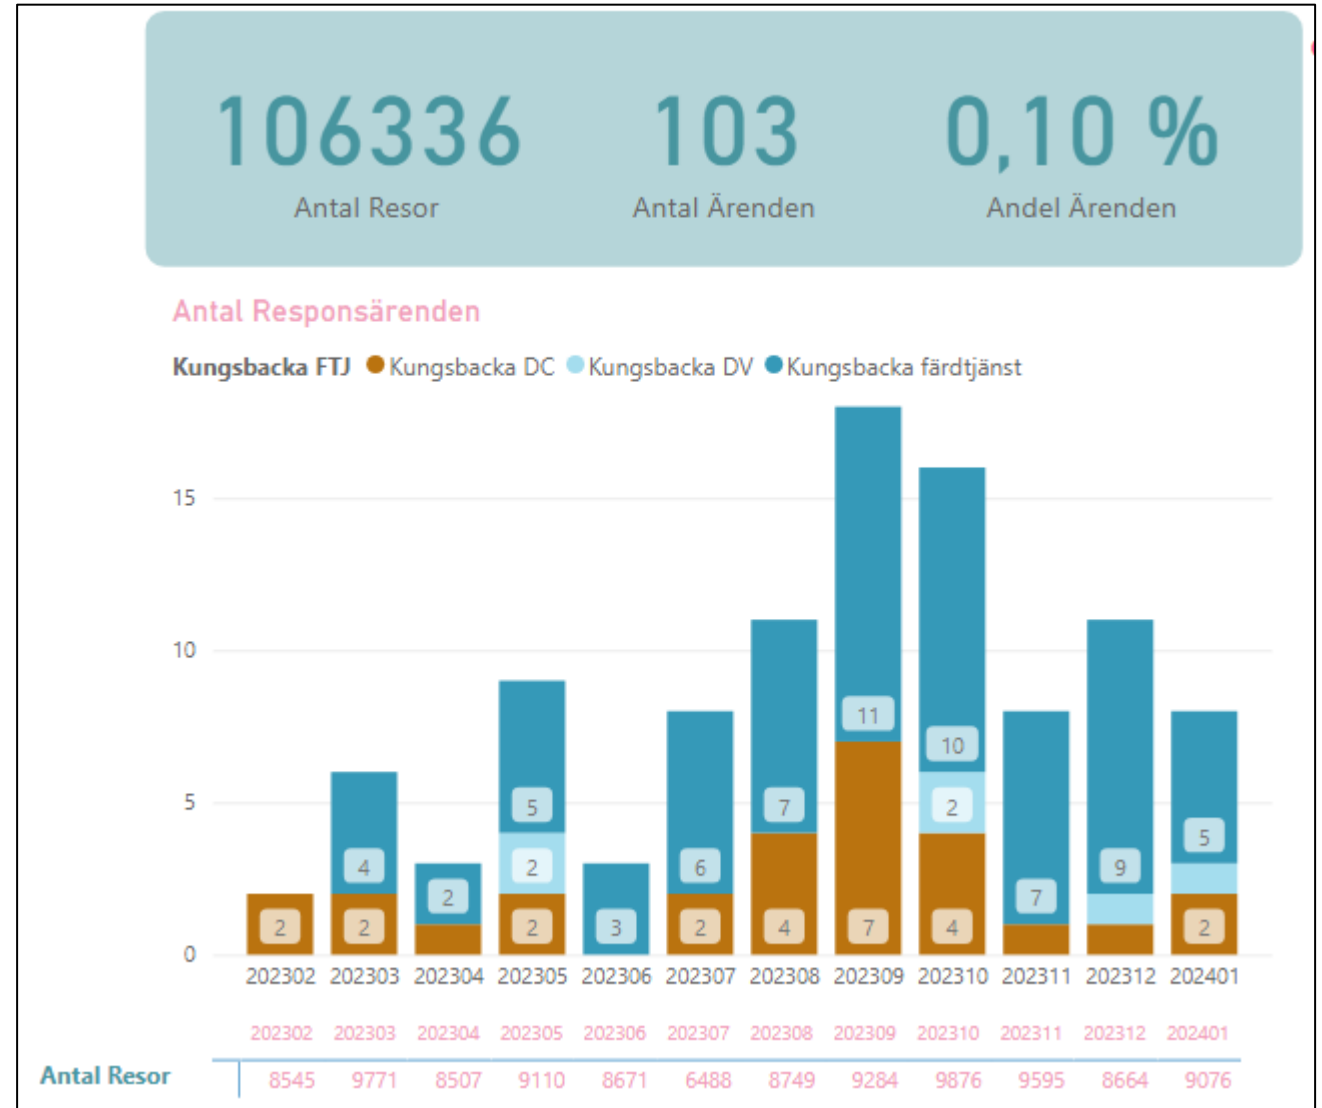 106336 103 0,10 %
Antal Resor Antal Ärenden Andel Ärenden
Antal Responsärenden
Kungsbacka FTJ Kungsbacka DC Kungsbacka DV Kungsbacka färdtjänst
15
10
11
10
5 5 7 2 5
4 2 6 9
2 7
2 2 2 3 2 4 7 4 2
0
202302 202303 202304 202305 202306 202307 202308 202309 202310 202311 202312 202401
202302 202303 202304 202305 202306 202307 202308 202309 202310 202311 202312 202401
Antal Resor 8545 9771 8507 9110 8671 6488 8749 9284 9876 9595 8664 9076